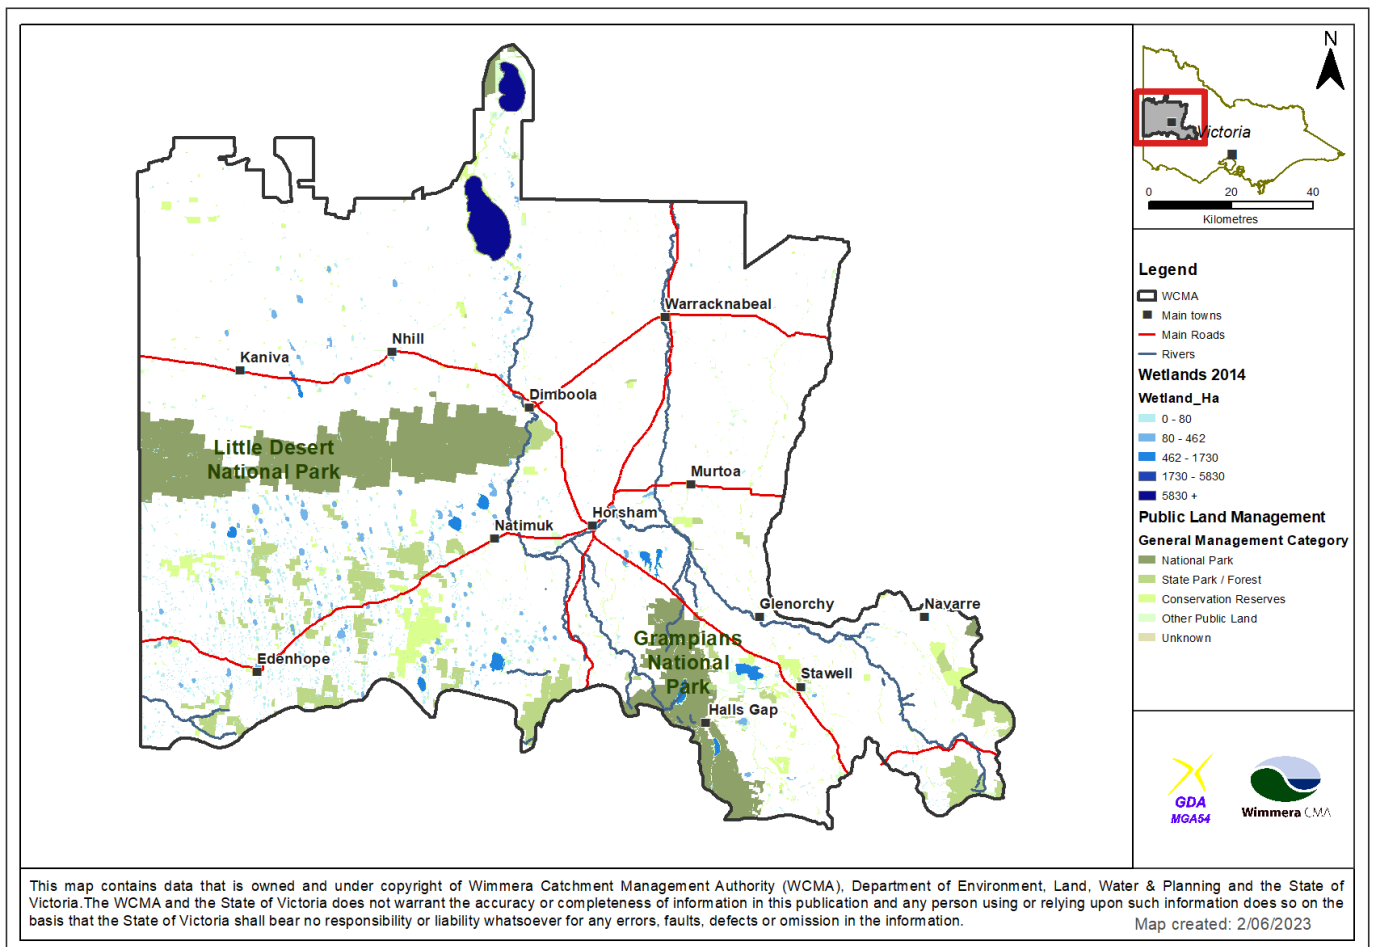 N
Victoria
0 20 40
Kilometres
Legend
WCMA
Main towns
Main Roads
Rivers
Wetlands 2014
Wetland_Ha
0 - 80
80 - 462
462 - 1730
1730 - 5830
5830 +
Public Land Management
General Management Category
National Park
State Park / Forest
Conservation Reserves
Other Public Land
Unknown
GDA
MGA54
Wimmera CMA
Warracknabeal
Nhill
Kaniva
Dimboola
Little Desert
National Park
Murtoa
Horsham
Natimuk
Glenorchy
Navarre
Grampians
National
Park
Edenhope
Stawell
Halls Gap
This map contains data that is owned and under copyright of Wimmera Catchment Management Authority (WCMA), Department of Environment, Land, Water & Planning and the State of
Victoria.The WCMA and the State of Victoria does not warrant the accuracy or completeness of information in this publication and any person using or relying upon such information does so on the
basis that the State of Victoria shall bear no responsibility or liability whatsoever for any errors, faults, defects or omission in the information.
Map created: 2/06/2023